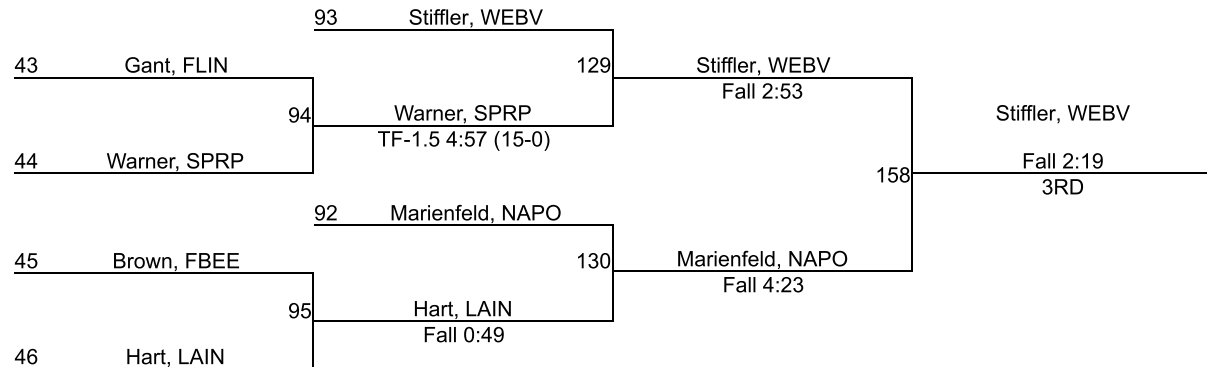 93 Stiffler, WEBV
43 Gant, FLIN
129 Stiffler, WEBV
Fall 2:53
94 Warner, SPRP
TF-1.5 4:57 (15-0)
Stiffler, WEBV
44 Warner, SPRP
158 Fall 2:19
3RD
92 Marienfeld, NAPO
45 Brown, FBEE
130 Marienfeld, NAPO
Fall 4:23
95 Hart, LAIN
Fall 0:49
46 Hart, LAIN